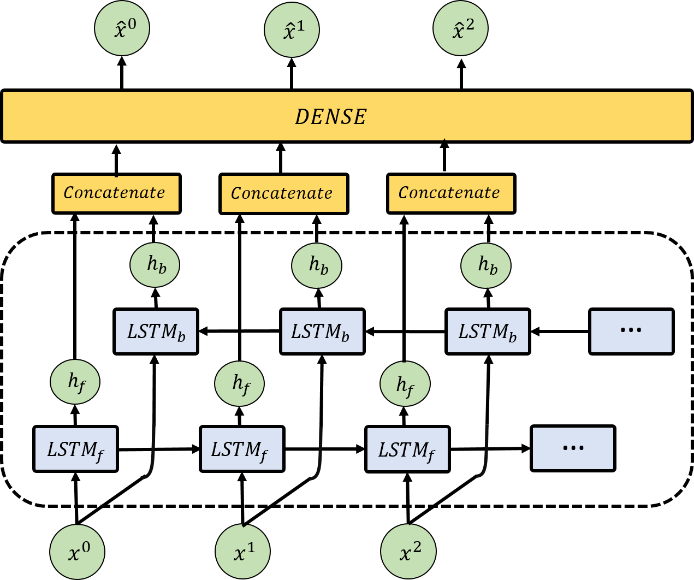 x̂⁰ x̂¹ x̂²
DENSE
Concatenate Concatenate Concatenate
h_b h_b h_b
LSTM_b LSTM_b LSTM_b ...
h_f h_f h_f
LSTM_f LSTM_f LSTM_f ...
x⁰ x¹ x²